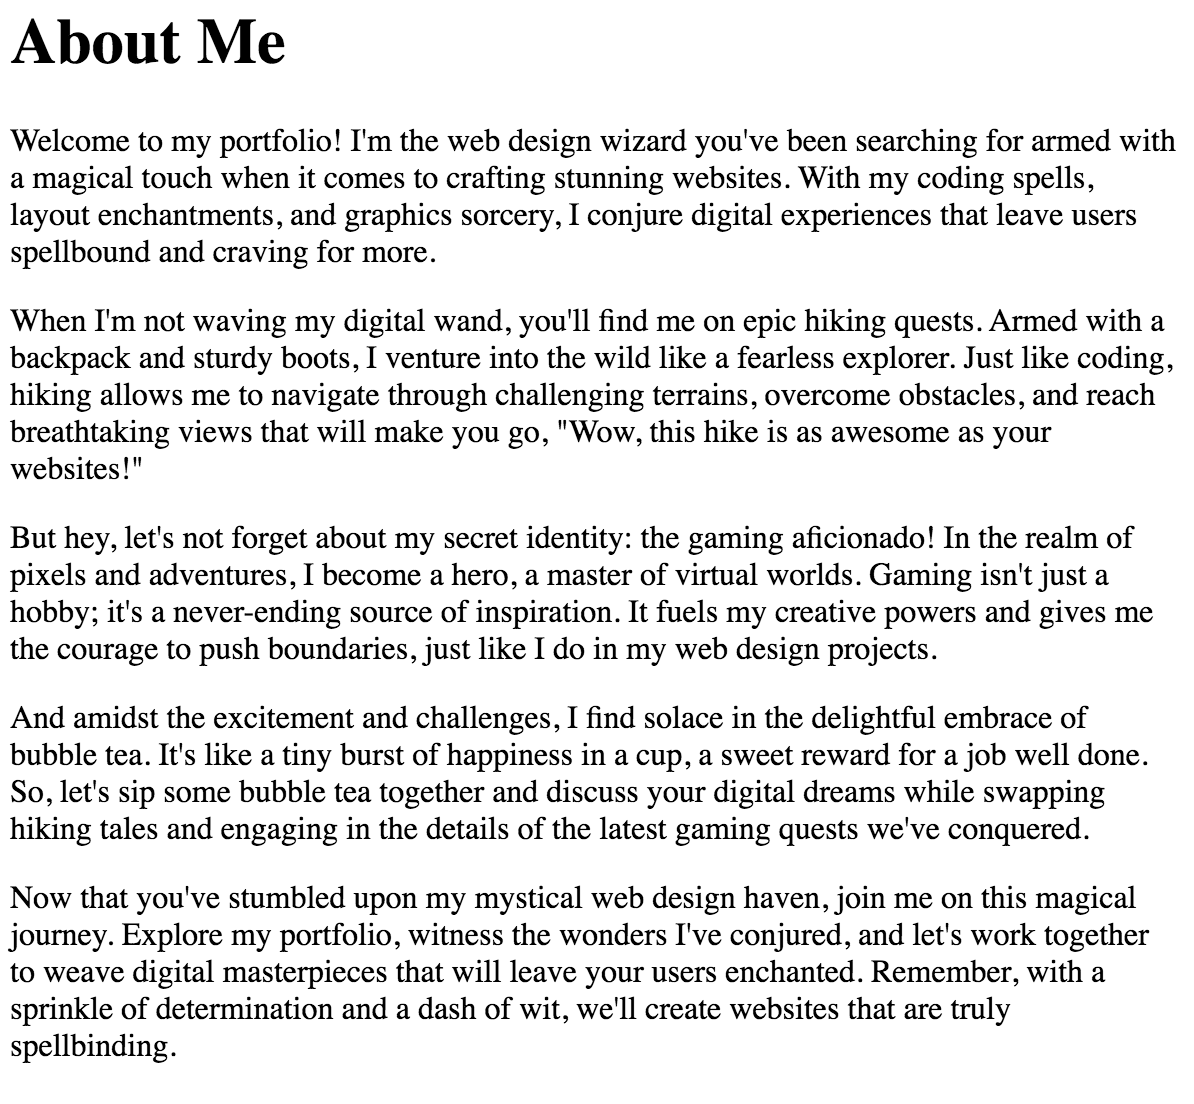 About Me
Welcome to my portfolio! I'm the web design wizard you've been searching for armed with
a magical touch when it comes to crafting stunning websites. With my coding spells,
layout enchantments, and graphics sorcery, I conjure digital experiences that leave users
spellbound and craving for more.
When I'm not waving my digital wand, you'll find me on epic hiking quests. Armed with a
backpack and sturdy boots, I venture into the wild like a fearless explorer. Just like coding,
hiking allows me to navigate through challenging terrains, overcome obstacles, and reach
breathtaking views that will make you go, "Wow, this hike is as awesome as your
websites!"
But hey, let's not forget about my secret identity: the gaming aficionado! In the realm of
pixels and adventures, I become a hero, a master of virtual worlds. Gaming isn't just a
hobby; it's a never-ending source of inspiration. It fuels my creative powers and gives me
the courage to push boundaries, just like I do in my web design projects.
And amidst the excitement and challenges, I find solace in the delightful embrace of
bubble tea. It's like a tiny burst of happiness in a cup, a sweet reward for a job well done.
So, let's sip some bubble tea together and discuss your digital dreams while swapping
hiking tales and engaging in the details of the latest gaming quests we've conquered.
Now that you've stumbled upon my mystical web design haven, join me on this magical
journey. Explore my portfolio, witness the wonders I've conjured, and let's work together
to weave digital masterpieces that will leave your users enchanted. Remember, with a
sprinkle of determination and a dash of wit, we'll create websites that are truly
spellbinding.